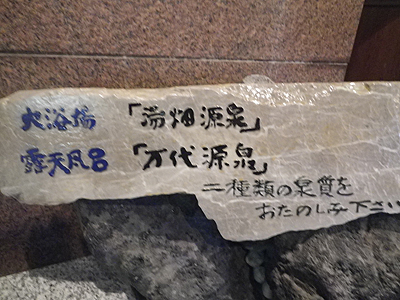 大浴場 「湯畑源泉」
露天風呂 「万代源泉」
二種類の泉質を
おたのしみ下さい